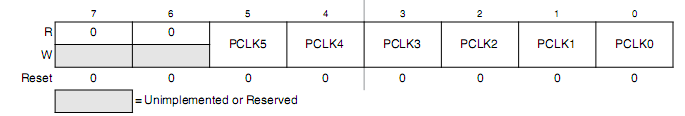 7 6 5 4 3 2 1 0
R 0 0 PCLK5 PCLK4 PCLK3 PCLK2 PCLK1 PCLK0
W
Reset 0 0 0 0 0 0 0 0
= Unimplemented or Reserved